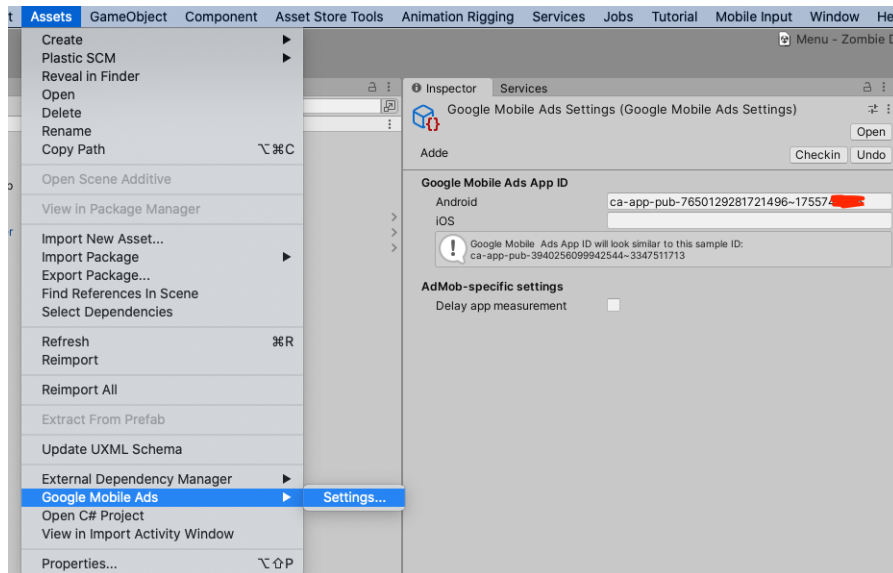 t Assets GameObject Component Asset Store Tools Animation Rigging Services Jobs Tutorial Mobile Input Window He
Menu - Zombie D
Create
Plastic SCM
Reveal in Finder
Open
Delete
Rename
Copy Path ⌥⌘C
Open Scene Additive
View in Package Manager
Import New Asset...
Import Package
Export Package...
Find References In Scene
Select Dependencies
Refresh ⌘R
Reimport
Reimport All
Extract From Prefab
Update UXML Schema
External Dependency Manager
Google Mobile Ads
Settings...
Open C# Project
View in Import Activity Window
Properties... ⌥⇧P
Inspector Services
Google Mobile Ads Settings (Google Mobile Ads Settings)
Open
Adde Checkin Undo
Google Mobile Ads App ID
Android ca-app-pub-7650129281721496~175574
iOS
Google Mobile Ads App ID will look similar to this sample ID:
ca-app-pub-3940256099942544~3347511713
AdMob-specific settings
Delay app measurement